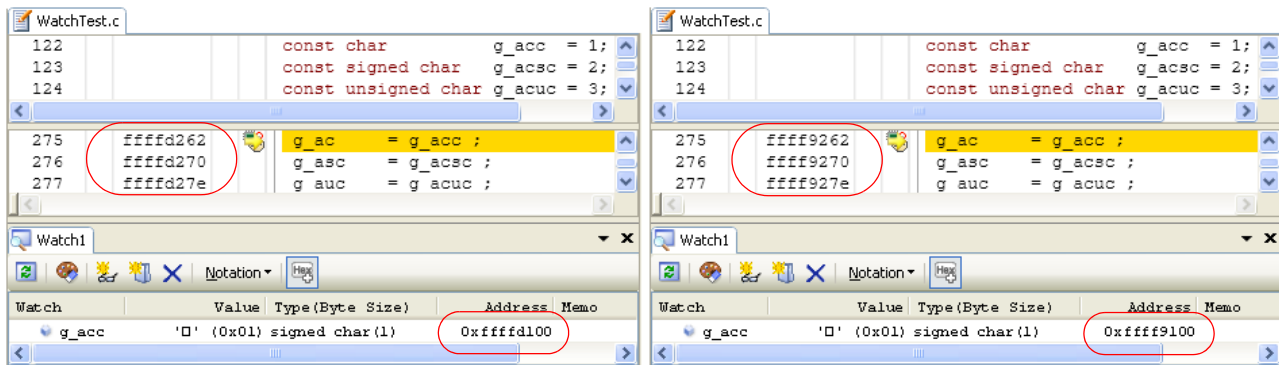 WatchTest.c
122 const char g_acc = 1;
123 const signed char g_acsc = 2;
124 const unsigned char g_acuc = 3;
275 ffffd262 g_ac = g_acc ;
276 ffffd270 g_asc = g_acsc ;
277 ffffd27e g_auc = g_acuc ;
Watch1
Notation
Hex
Watch Value Type(Byte Size) Address Memo
g_acc '□' (0x01) signed char(1) 0xffffd100
WatchTest.c
122 const char g_acc = 1;
123 const signed char g_acsc = 2;
124 const unsigned char g_acuc = 3;
275 ffff9262 g_ac = g_acc ;
276 ffff9270 g_asc = g_acsc ;
277 ffff927e g_auc = g_acuc ;
Watch1
Notation
Hex
Watch Value Type(Byte Size) Address Memo
g_acc '□' (0x01) signed char(1) 0xffff9100